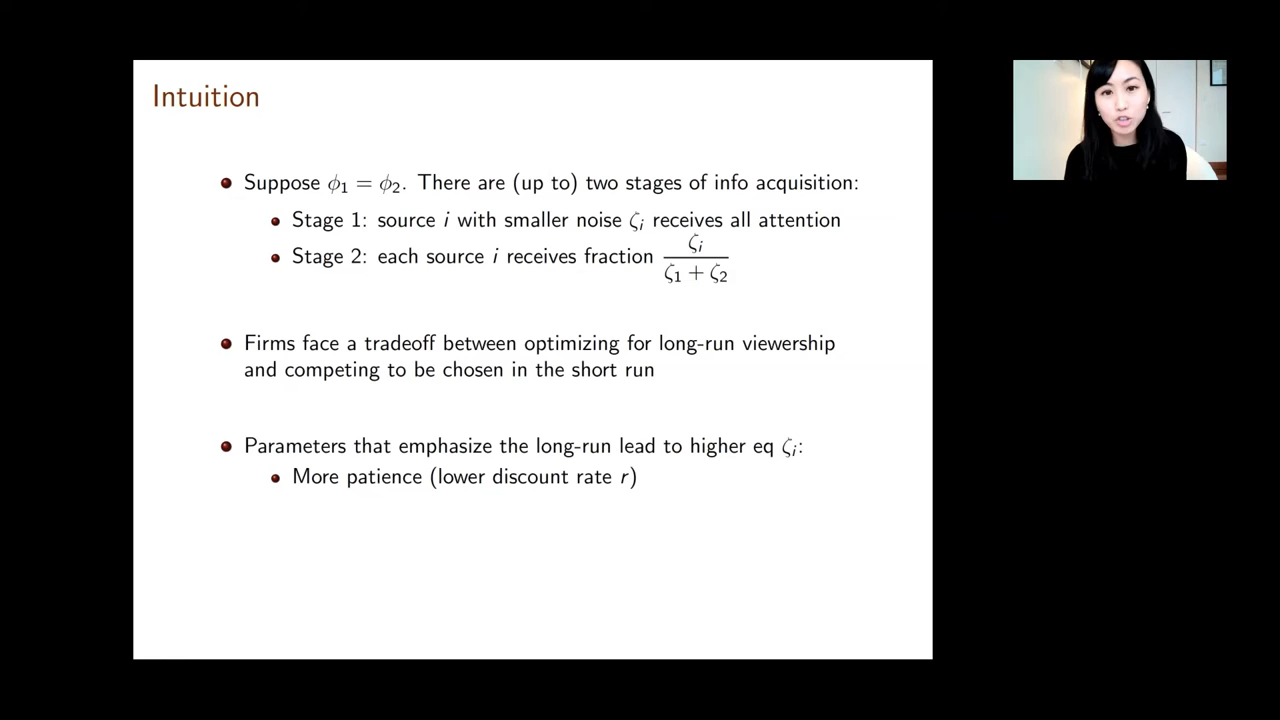 Intuition
Suppose ϕ₁ = ϕ₂. There are (up to) two stages of info acquisition:
Stage 1: source i with smaller noise ζᵢ receives all attention
Stage 2: each source i receives fraction ζᵢ / (ζ₁ + ζ₂)
Firms face a tradeoff between optimizing for long-run viewership
and competing to be chosen in the short run
Parameters that emphasize the long-run lead to higher eq ζᵢ:
More patience (lower discount rate r)